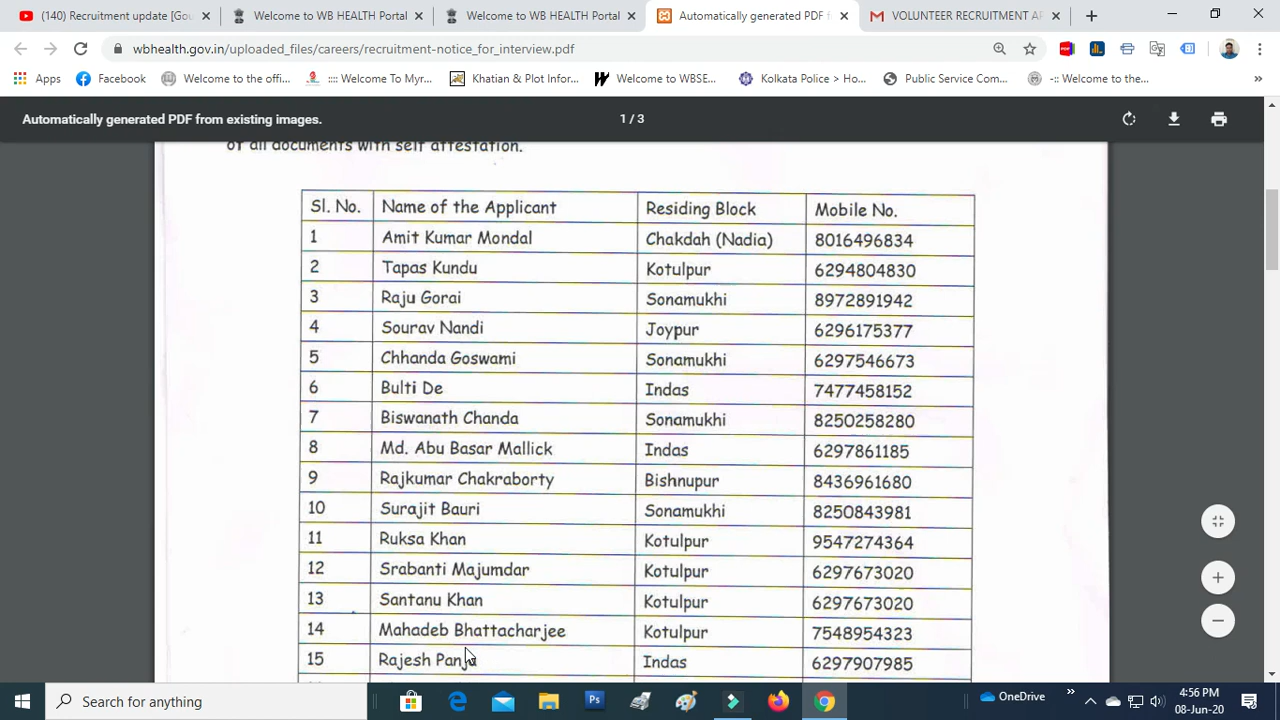 (140) Recruitment update [Gov
Welcome to WB HEALTH Portal
Welcome to WB HEALTH Portal
Automatically generated PDF f
VOLUNTEER RECRUITMENT AP
wbhealth.gov.in/uploaded_files/careers/recruitment-notice_for_interview.pdf
Apps
Facebook
Welcome to the offi...
:::: Welcome To Myr...
Khatian & Plot Infor...
Welcome to WBSE...
Kolkata Police > Ho...
Public Service Com...
-:: Welcome to the...
Automatically generated PDF from existing images.
1 / 3
of all documents with self attestation.
Sl. No. Name of the Applicant Residing Block Mobile No.
1 Amit Kumar Mondal Chakdah (Nadia) 8016496834
2 Tapas Kundu Kotulpur 6294804830
3 Raju Gorai Sonamukhi 8972891942
4 Sourav Nandi Joypur 6296175377
5 Chhanda Goswami Sonamukhi 6297546673
6 Bulti De Indas 7477458152
7 Biswanath Chanda Sonamukhi 8250258280
8 Md. Abu Basar Mallick Indas 6297861185
9 Rajkumar Chakraborty Bishnupur 8436961680
10 Surajit Bauri Sonamukhi 8250843981
11 Ruksa Khan Kotulpur 9547274364
12 Srabanti Majumdar Kotulpur 6297673020
13 Santanu Khan Kotulpur 6297673020
14 Mahadeb Bhattacharjee Kotulpur 7548954323
15 Rajesh Panja Indas 6297907985
Search for anything
Ps
OneDrive
4:56 PM
08-Jun-20